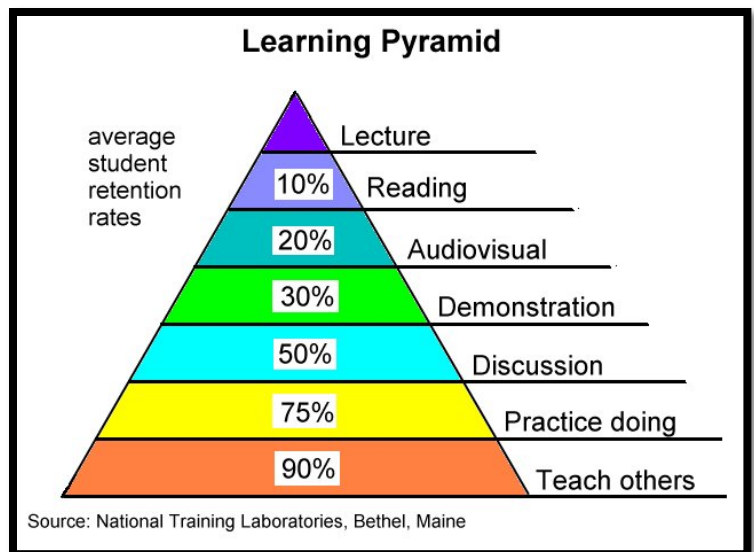 Learning Pyramid
average
student
retention
rates
Lecture
10% Reading
20% Audiovisual
30% Demonstration
50% Discussion
75% Practice doing
90% Teach others
Source: National Training Laboratories, Bethel, Maine